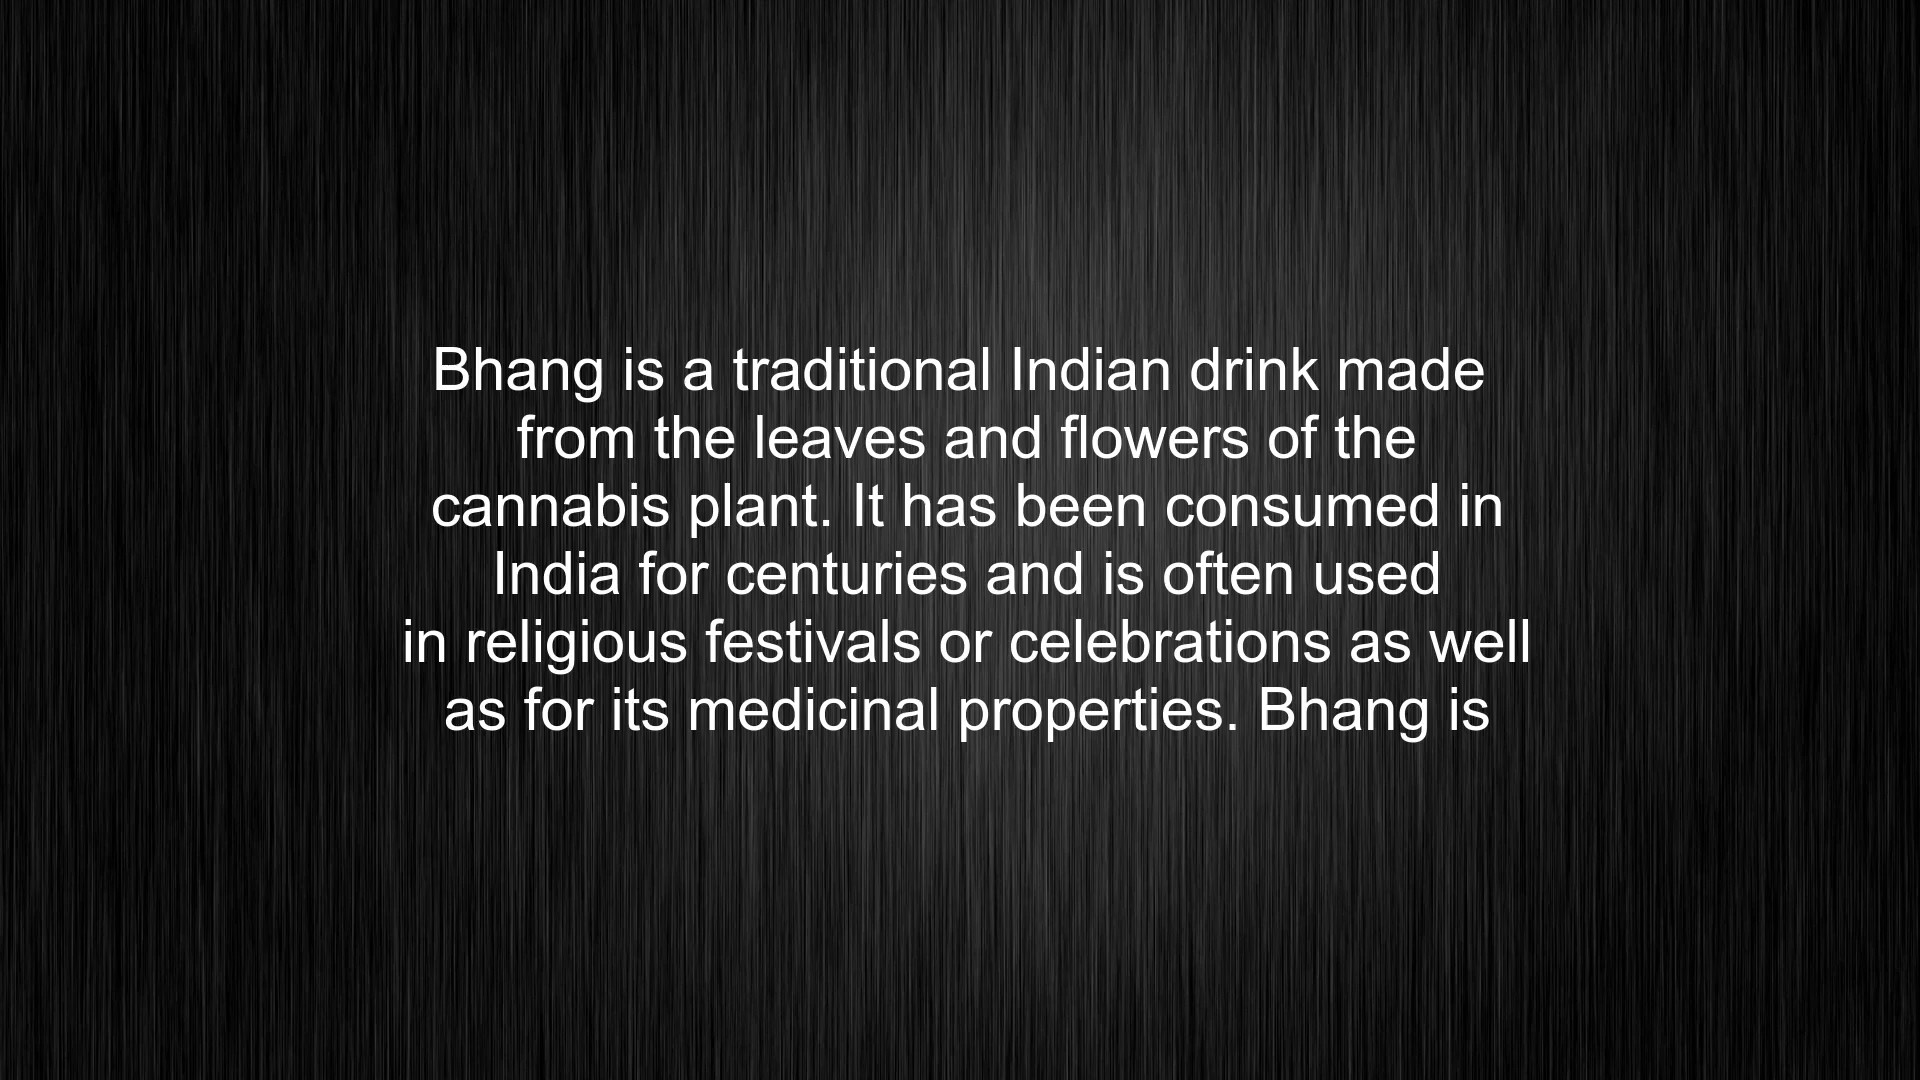 Bhang is a traditional Indian drink made
from the leaves and flowers of the
cannabis plant. It has been consumed in
India for centuries and is often used
in religious festivals or celebrations as well
as for its medicinal properties. Bhang is